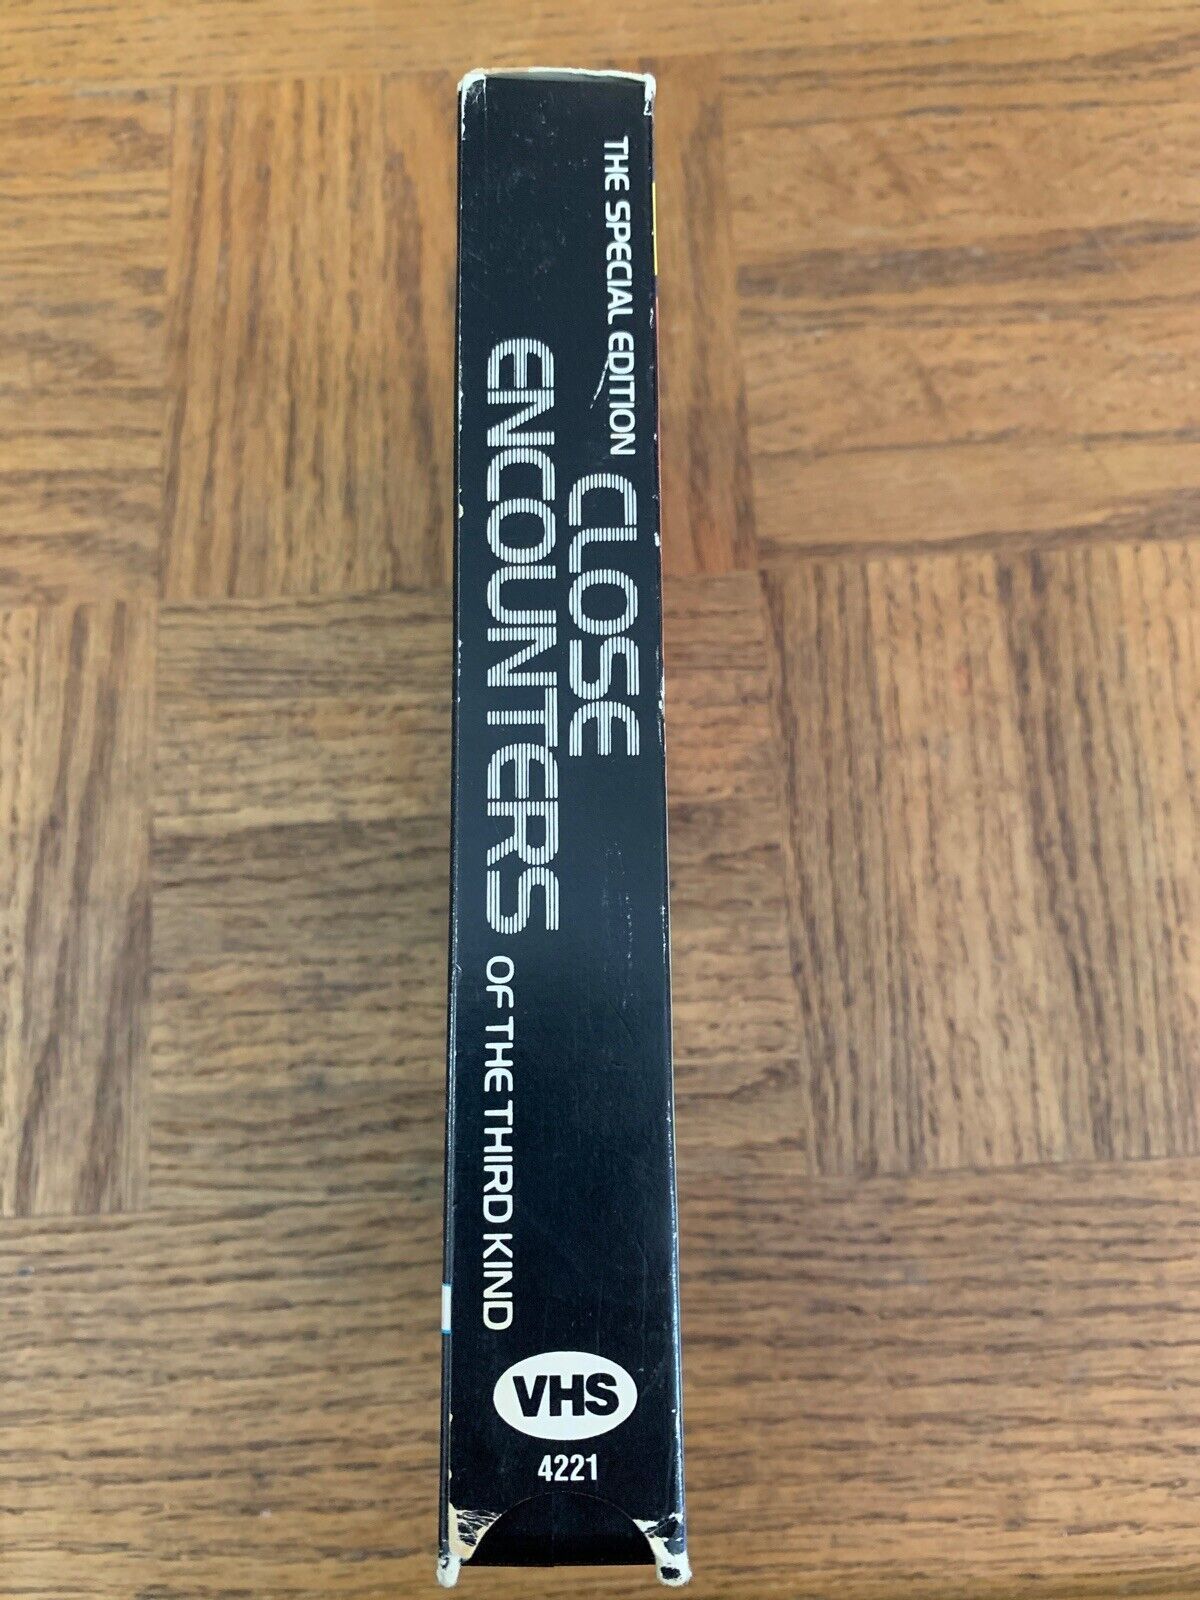 THE SPECIAL EDITION
CLOSE
ENCOUNTERS
OF THE THIRD KIND
VHS
4221